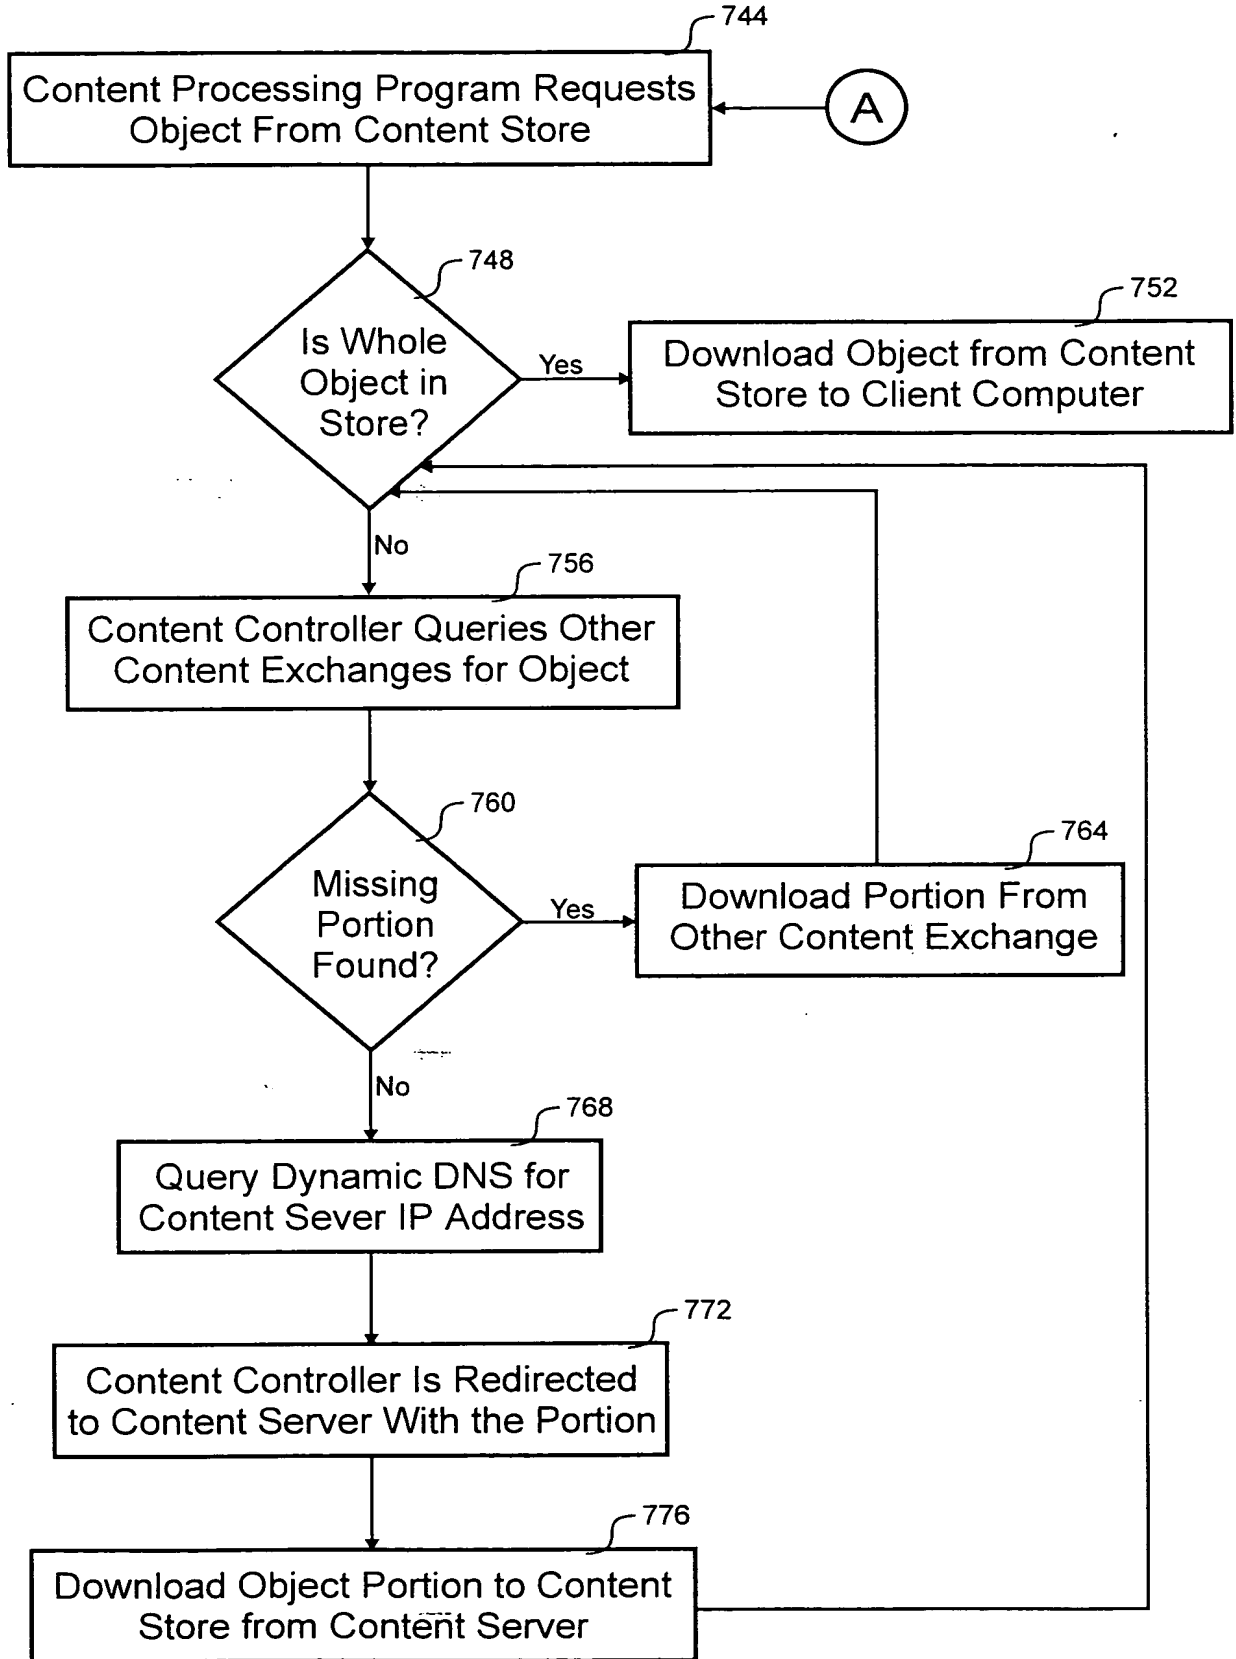 744
Content Processing Program Requests
Object From Content Store
A
748
Is Whole
Object in
Store?
Yes
752
Download Object from Content
Store to Client Computer
No
756
Content Controller Queries Other
Content Exchanges for Object
760
Missing
Portion
Found?
Yes
764
Download Portion From
Other Content Exchange
No
768
Query Dynamic DNS for
Content Sever IP Address
772
Content Controller Is Redirected
to Content Server With the Portion
776
Download Object Portion to Content
Store from Content Server